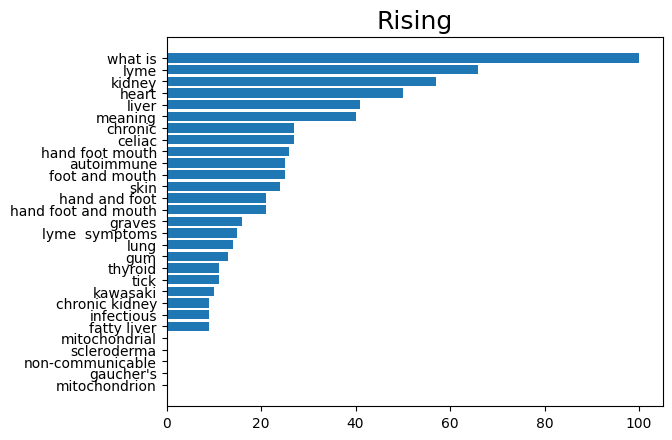 Rising
what is
lyme
kidney
heart
liver
meaning
chronic
celiac
hand foot mouth
autoimmune
foot and mouth
skin
hand and foot
hand foot and mouth
graves
lyme  symptoms
lung
gum
thyroid
tick
kawasaki
chronic kidney
infectious
fatty liver
mitochondrial
scleroderma
non-communicable
gaucher's
mitochondrion
0 20 40 60 80 100